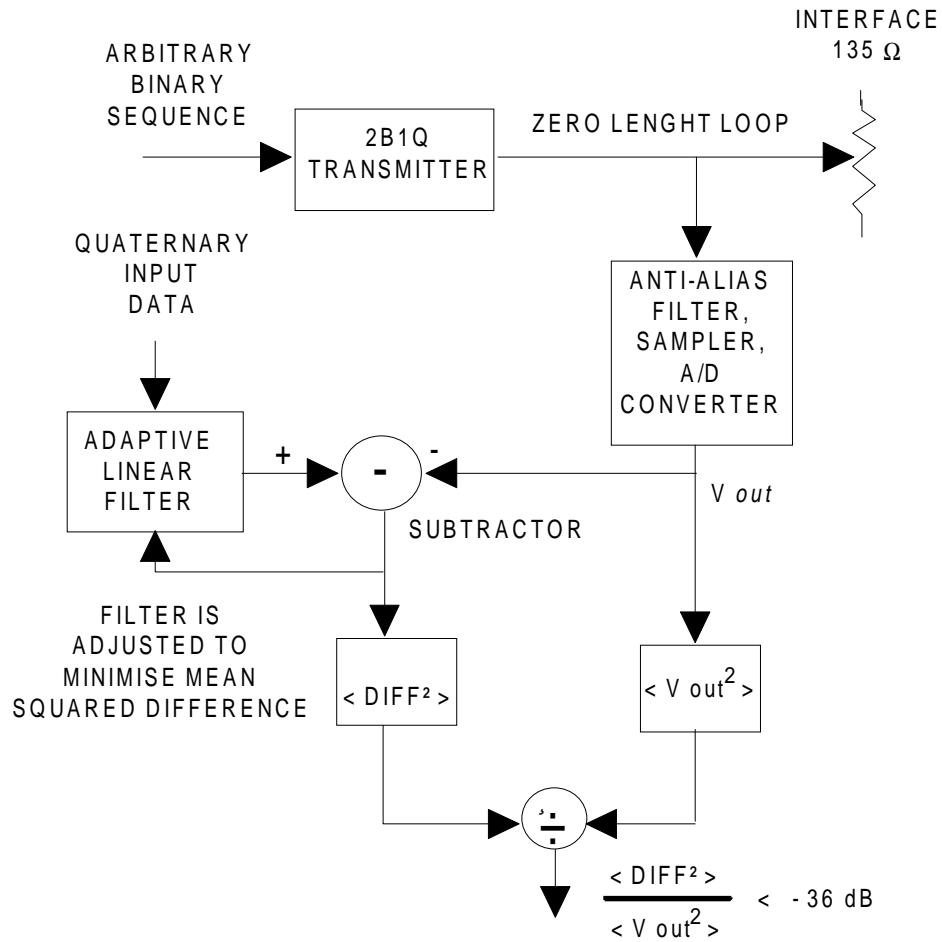 INTERFACE
135 Ω
ARBITRARY
BINARY
SEQUENCE
2B1Q
TRANSMITTER
ZERO LENGHT LOOP
QUATERNARY
INPUT
DATA
ANTI-ALIAS
FILTER,
SAMPLER,
A/D
CONVERTER
ADAPTIVE
LINEAR
FILTER
+
-
-
V out
SUBTRACTOR
FILTER IS
ADJUSTED TO
MINIMISE MEAN
SQUARED DIFFERENCE
< DIFF² >
< V out² >
÷
< DIFF² >
< V out² >
< - 36 dB